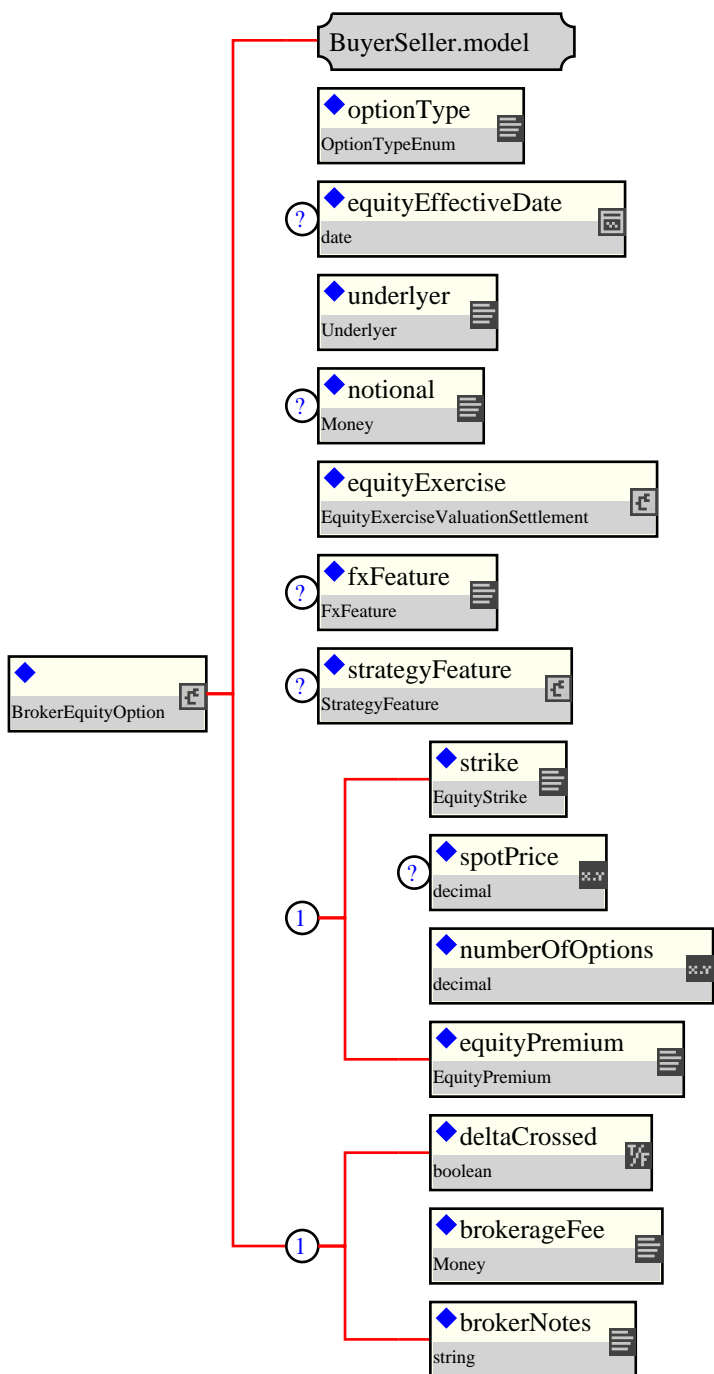 BuyerSeller.model
optionType
OptionTypeEnum
?
equityEffectiveDate
date
underlyer
Underlyer
?
notional
Money
equityExercise
EquityExerciseValuationSettlement
?
fxFeature
FxFeature
?
strategyFeature
StrategyFeature
BrokerEquityOption
strike
EquityStrike
?
spotPrice
decimal
x.Y
1
numberOfOptions
decimal
x.Y
equityPremium
EquityPremium
deltaCrossed
boolean
T/F
1
brokerageFee
Money
brokerNotes
string